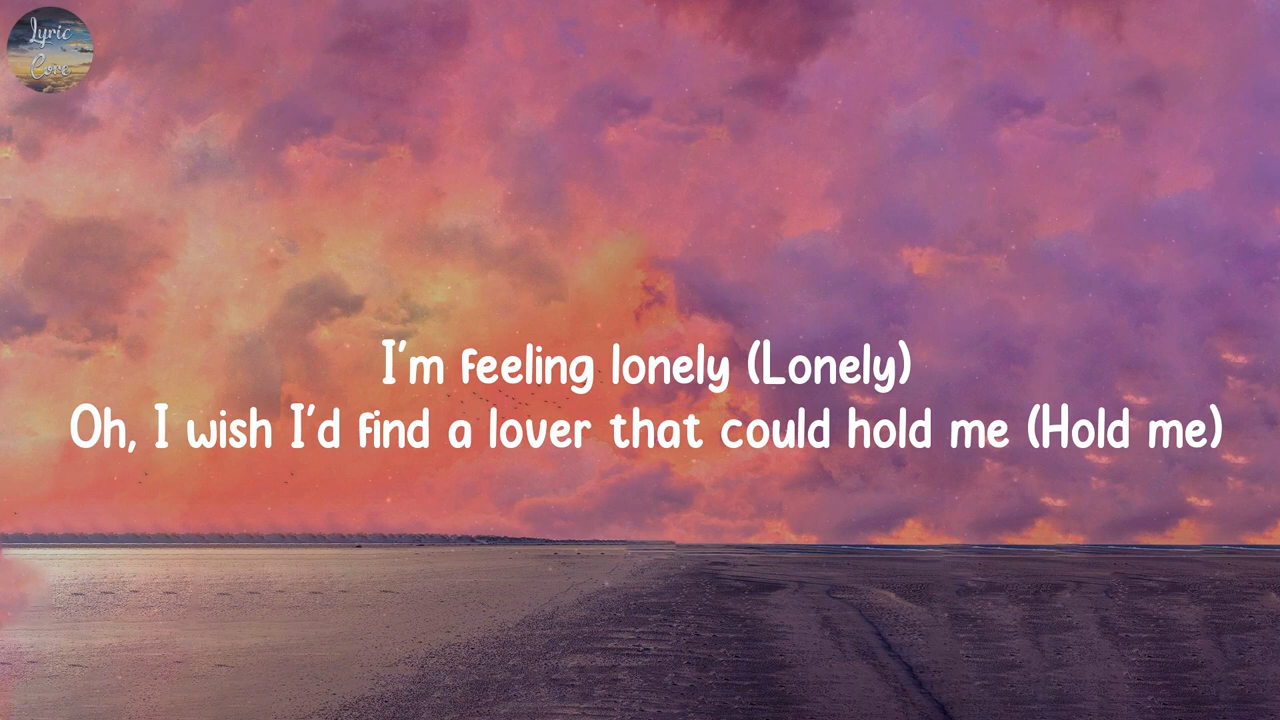 Lyric
Core
I'm feeling lonely (Lonely)
Oh, I wish I'd find a lover that could hold me (Hold me)